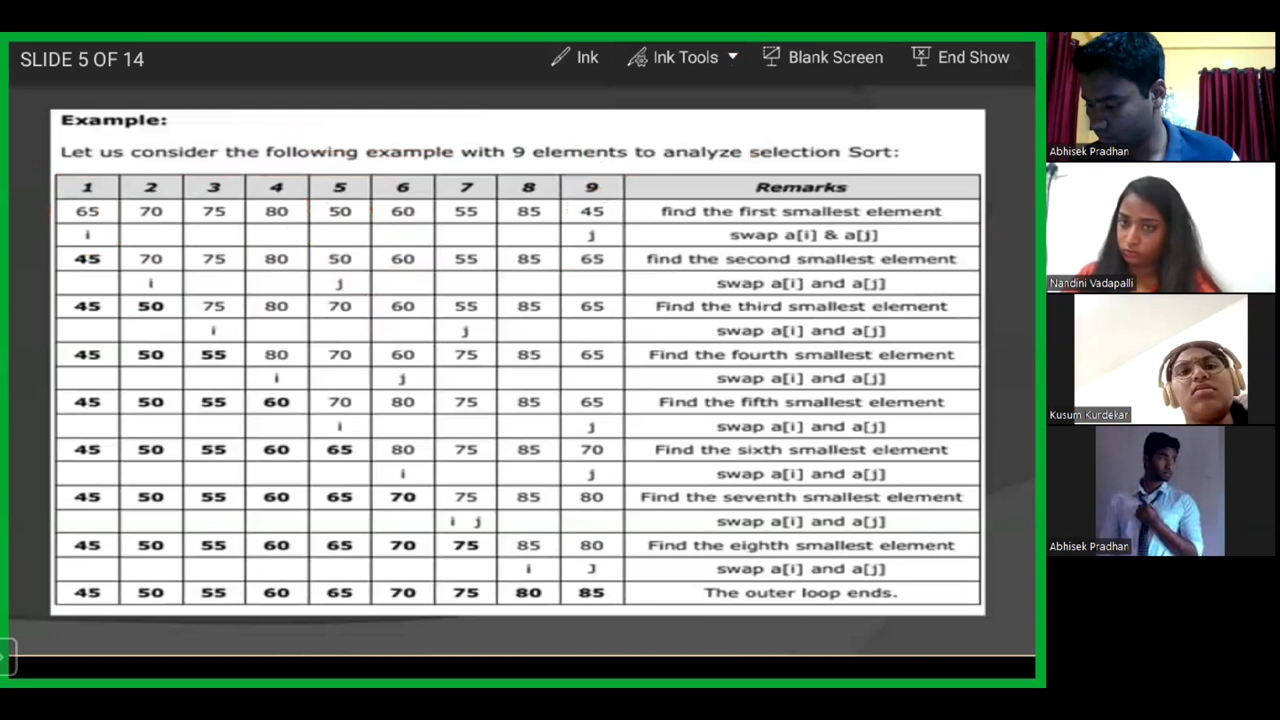 SLIDE 5 OF 14 Ink Ink Tools Blank Screen End Show
Example:
Let us consider the following example with 9 elements to analyze selection Sort:
1 2 3 4 5 6 7 8 9 Remarks
65 70 75 80 50 60 55 85 45 find the first smallest element
i j swap a[i] & a[j]
45 70 75 80 50 60 55 85 65 find the second smallest element
i j swap a[i] and a[j]
45 50 75 80 70 60 55 85 65 Find the third smallest element
i j swap a[i] and a[j]
45 50 55 80 70 60 75 85 65 Find the fourth smallest element
i j swap a[i] and a[j]
45 50 55 60 70 80 75 85 65 Find the fifth smallest element
i j swap a[i] and a[j]
45 50 55 60 65 80 75 85 70 Find the sixth smallest element
i j swap a[i] and a[j]
45 50 55 60 65 70 75 85 80 Find the seventh smallest element
i j swap a[i] and a[j]
45 50 55 60 65 70 75 85 80 Find the eighth smallest element
i J swap a[i] and a[j]
45 50 55 60 65 70 75 80 85 The outer loop ends.
Abhisek Pradhan
Nandini Vadapalli
Kusum Kurdekar
Abhisek Pradhan